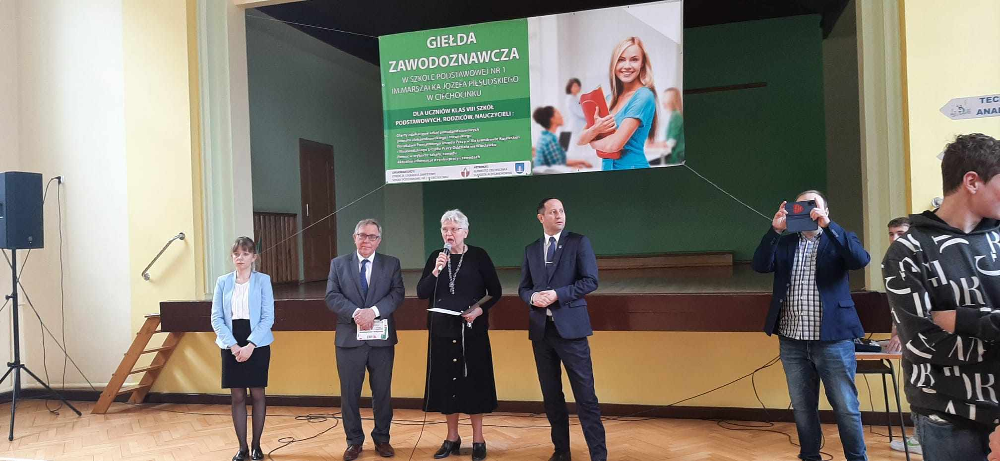 GIEŁDA
ZAWODOZNAWCZA
W SZKOLE PODSTAWOWEJ NR 1
IM.MARSZAŁKA JÓZEFA PIŁSUDSKIEGO
W CIECHOCINKU
DLA UCZNIÓW KLAS VIII SZKÓŁ
PODSTAWOWYCH, RODZICÓW, NAUCZYCIELI :
-Oferty edukacyjne szkół ponadpodstawowych
powiatu aleksandrowskiego i toruńskiego
Doradztwo Powiatowego Urzędu Pracy w Aleksandrowie Kujawskim
i Wojewódzkiego Urzędu Pracy Oddziału we Włocławku
Pomoc w wyborze szkoły, zawodu
Aktualne informacje o rynku pracy i zawodach
ORGANIZATORZY:
DYREKCJA I DORADCA ZAWODOWY
SZKOŁY PODSTAWOWEJ NR 1 W CIECHOCINKU
PATRONAT:
BURMISTRZ CIECHOCINKA
STAROSTA ALEKSANDROWSKI
TEC
ANAL